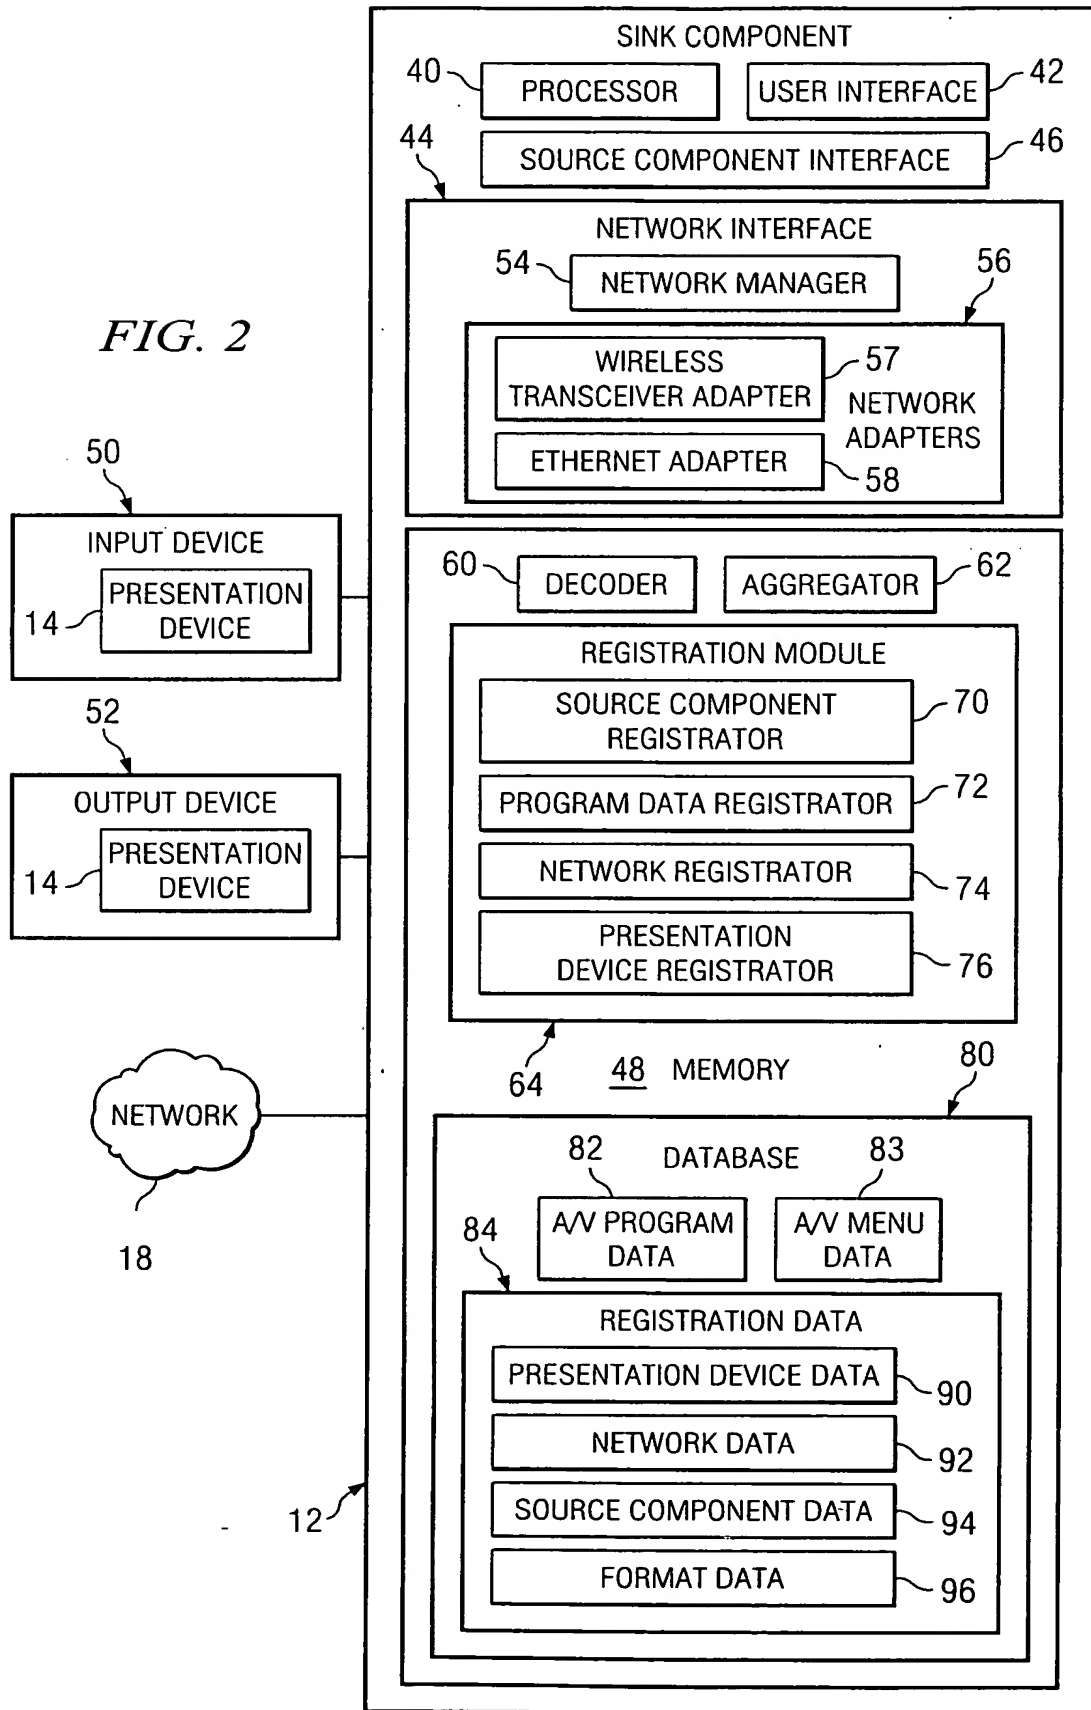 SINK COMPONENT
40
PROCESSOR
USER INTERFACE
42
44
SOURCE COMPONENT INTERFACE
46
NETWORK INTERFACE
54
NETWORK MANAGER
56
FIG. 2
WIRELESS
TRANSCEIVER ADAPTER
57
NETWORK
ADAPTERS
ETHERNET ADAPTER
58
50
INPUT DEVICE
PRESENTATION
DEVICE
14
60
DECODER
AGGREGATOR
62
REGISTRATION MODULE
SOURCE COMPONENT
REGISTRATOR
70
52
OUTPUT DEVICE
PRESENTATION
DEVICE
14
PROGRAM DATA REGISTRATOR
72
NETWORK REGISTRATOR
74
PRESENTATION
DEVICE REGISTRATOR
76
64
48 MEMORY
80
NETWORK
18
DATABASE
82
83
A/V PROGRAM
DATA
A/V MENU
DATA
84
REGISTRATION DATA
PRESENTATION DEVICE DATA
90
NETWORK DATA
92
12
SOURCE COMPONENT DATA
94
FORMAT DATA
96